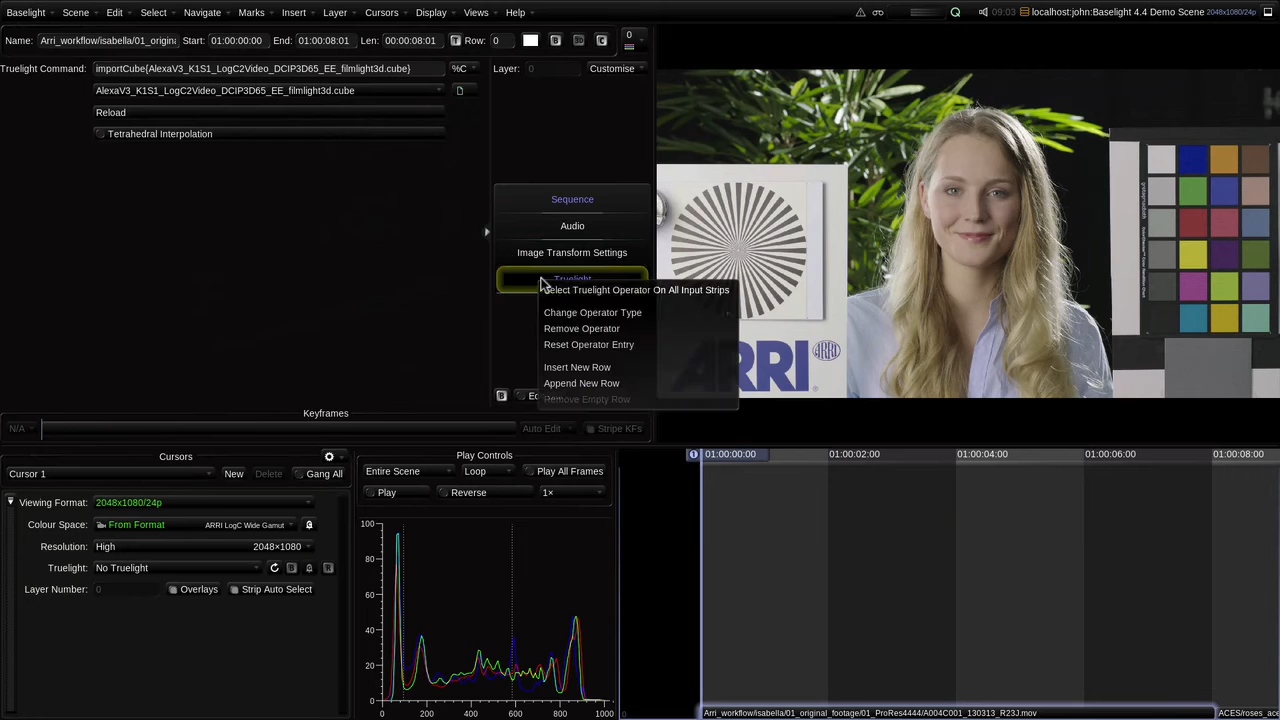 Baselight Scene Edit Select Navigate Marks Insert Layer Cursors Display Views Help 09:03 localhost:john:Baselight 4.4 Demo Scene 2048x1080/24p
Name: Arri_workflow/isabella/01_origina Start: 01:00:00:00 End: 01:00:08:01 Len: 00:00:08:01 T Row: 0 B C 0
Truelight Command: importCube{AlexaV3_K1S1_LogC2Video_DCIP3D65_EE_filmlight3d.cube} %C Layer: 0 Customise
AlexaV3_K1S1_LogC2Video_DCIP3D65_EE_filmlight3d.cube
Reload
Tetrahedral Interpolation
Sequence
Audio
Image Transform Settings
Truelight
Select Truelight Operator On All Input Strips
Change Operator Type
Remove Operator
Reset Operator Entry
Insert New Row
Append New Row
Remove Empty Row
B
ARRI ARRI
Keyframes
N/A Auto Edit Stripe KFs
Cursors
Cursor 1 New Delete Gang All
Viewing Format: 2048x1080/24p
Colour Space: From Format ARRI LogC Wide Gamut
Resolution: High 2048×1080
Truelight: No Truelight B R
Layer Number: 0 Overlays Strip Auto Select
Play Controls
Entire Scene Loop Play All Frames
Play Reverse 1×
100
80
60
40
20
0
0 200 400 600 800 1000
01:00:00:00 01:00:02:00 01:00:04:00 01:00:06:00 01:00:08:00
0 Arri_workflow/isabella/01_original_footage/01_ProRes4444/A004C001_130313_R23J.mov ACES/roses_ace